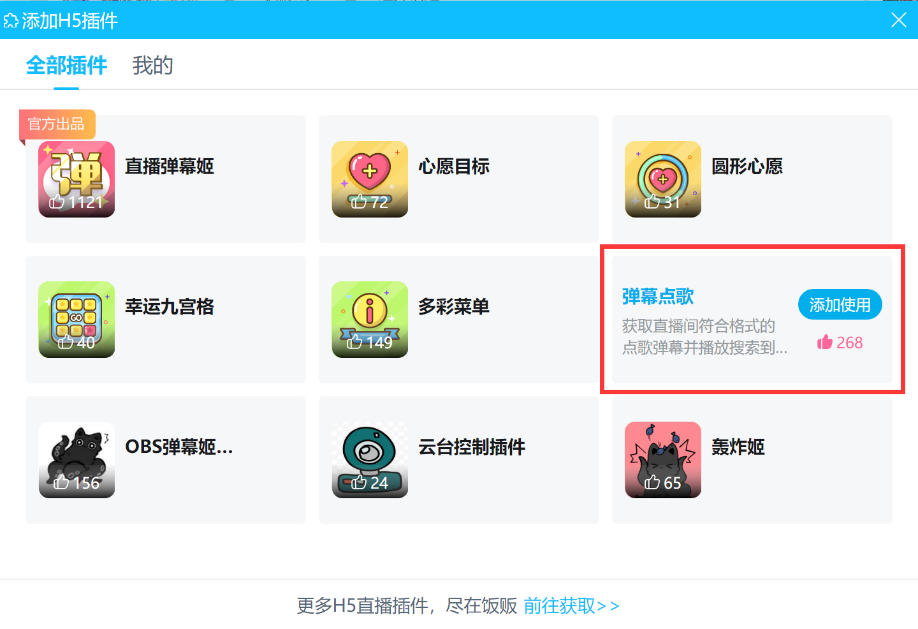 添加H5插件
全部插件
我的
官方出品
直播弹幕姬
1121
心愿目标
72
圆形心愿
31
幸运九宫格
40
多彩菜单
149
弹幕点歌
获取直播间符合格式的
点歌弹幕并播放搜索到...
添加使用
268
OBS弹幕姬...
156
云台控制插件
24
轰炸姬
65
更多H5直播插件，尽在饭贩 前往获取>>